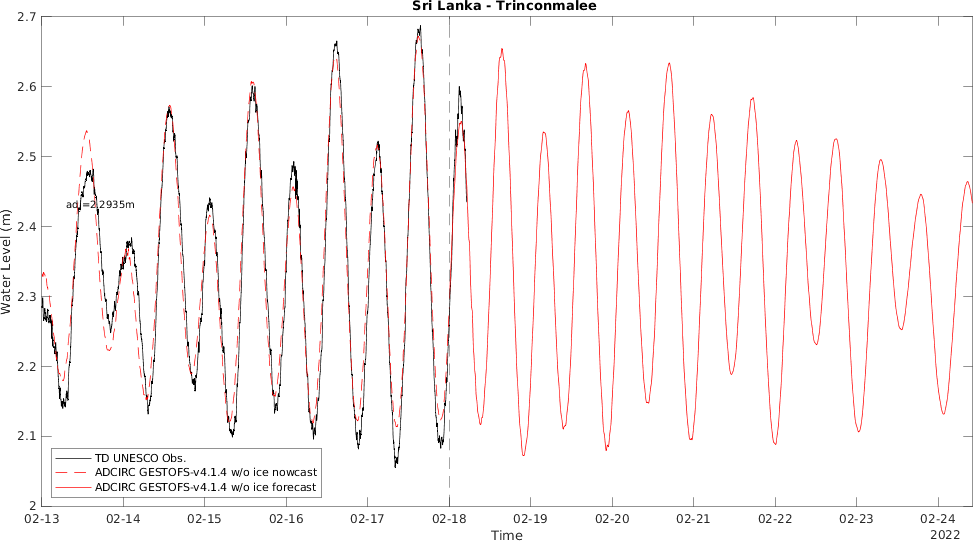 Sri Lanka - Trinconmalee
2.7
2.6
2.5
2.4
2.3
2.2
2.1
2
Water Level (m)
adj=2.2935m
TD UNESCO Obs.
ADCIRC GESTOFS-v4.1.4 w/o ice nowcast
ADCIRC GESTOFS-v4.1.4 w/o ice forecast
02-13 02-14 02-15 02-16 02-17 02-18 02-19 02-20 02-21 02-22 02-23 02-24
Time
2022